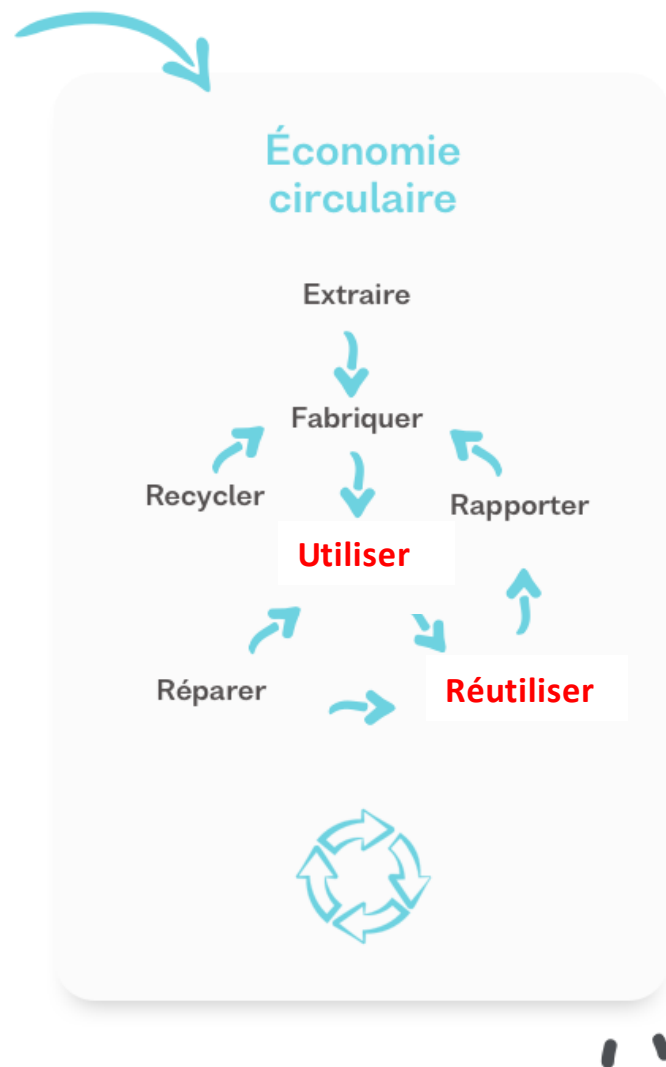 Économie
circulaire
Extraire
Fabriquer
Recycler
Rapporter
Utiliser
Réparer
Réutiliser